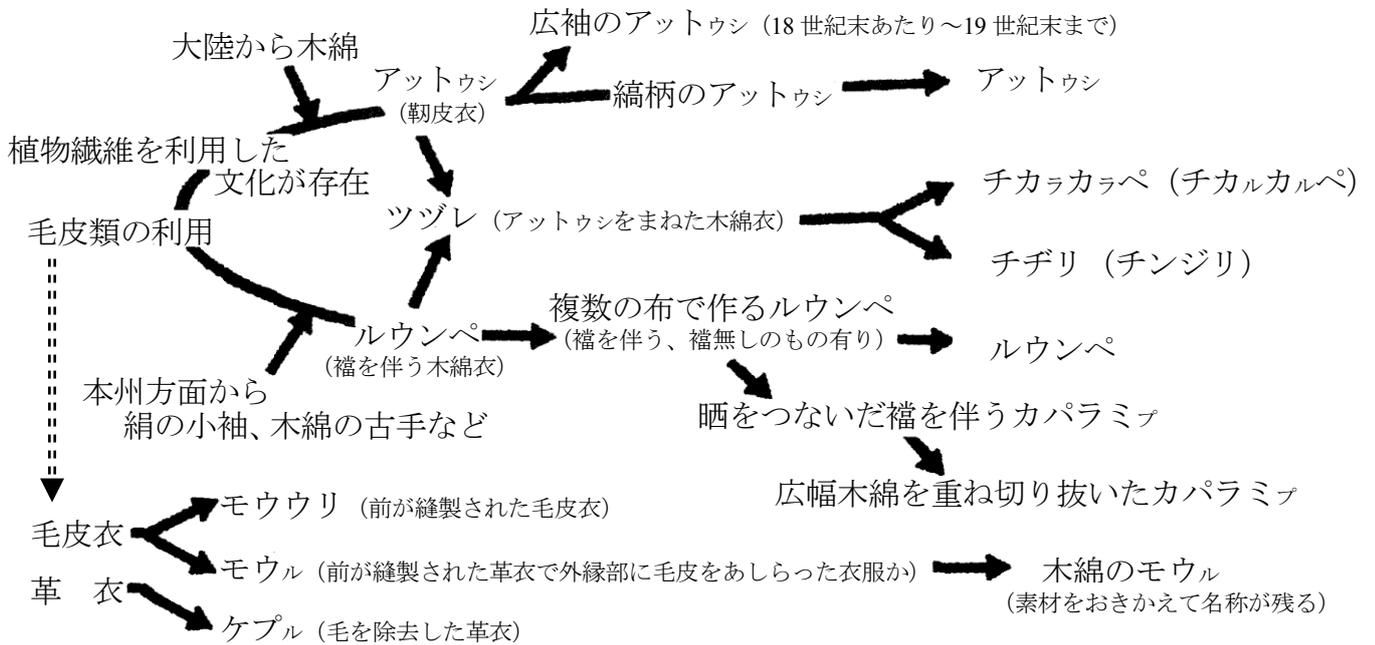 広袖のアットゥシ（18 世紀末あたり～19 世紀末まで）
大陸から木綿
アットゥシ
（靭皮衣）
縞柄のアットゥシ
アットゥシ
植物繊維を利用した
文化が存在
毛皮類の利用
ツヅレ（アットゥシをまねた木綿衣）
チカラカラペ（チカルカルペ）
チヂリ（チンジリ）
ルウンペ
（襠を伴う木綿衣）
複数の布で作るルウンペ
（襠を伴う、襠無しのもの有り）
ルウンペ
本州方面から
絹の小袖、木綿の古手など
晒をつないだ襠を伴うカパラミプ
広幅木綿を重ね切り抜いたカパラミプ
毛皮衣
モウウリ（前が縫製された毛皮衣）
モウル（前が縫製された革衣で外縁部に毛皮をあしらった衣服か）
木綿のモウル
（素材をおきかえて名称が残る）
革　衣
ケプル（毛を除去した革衣）